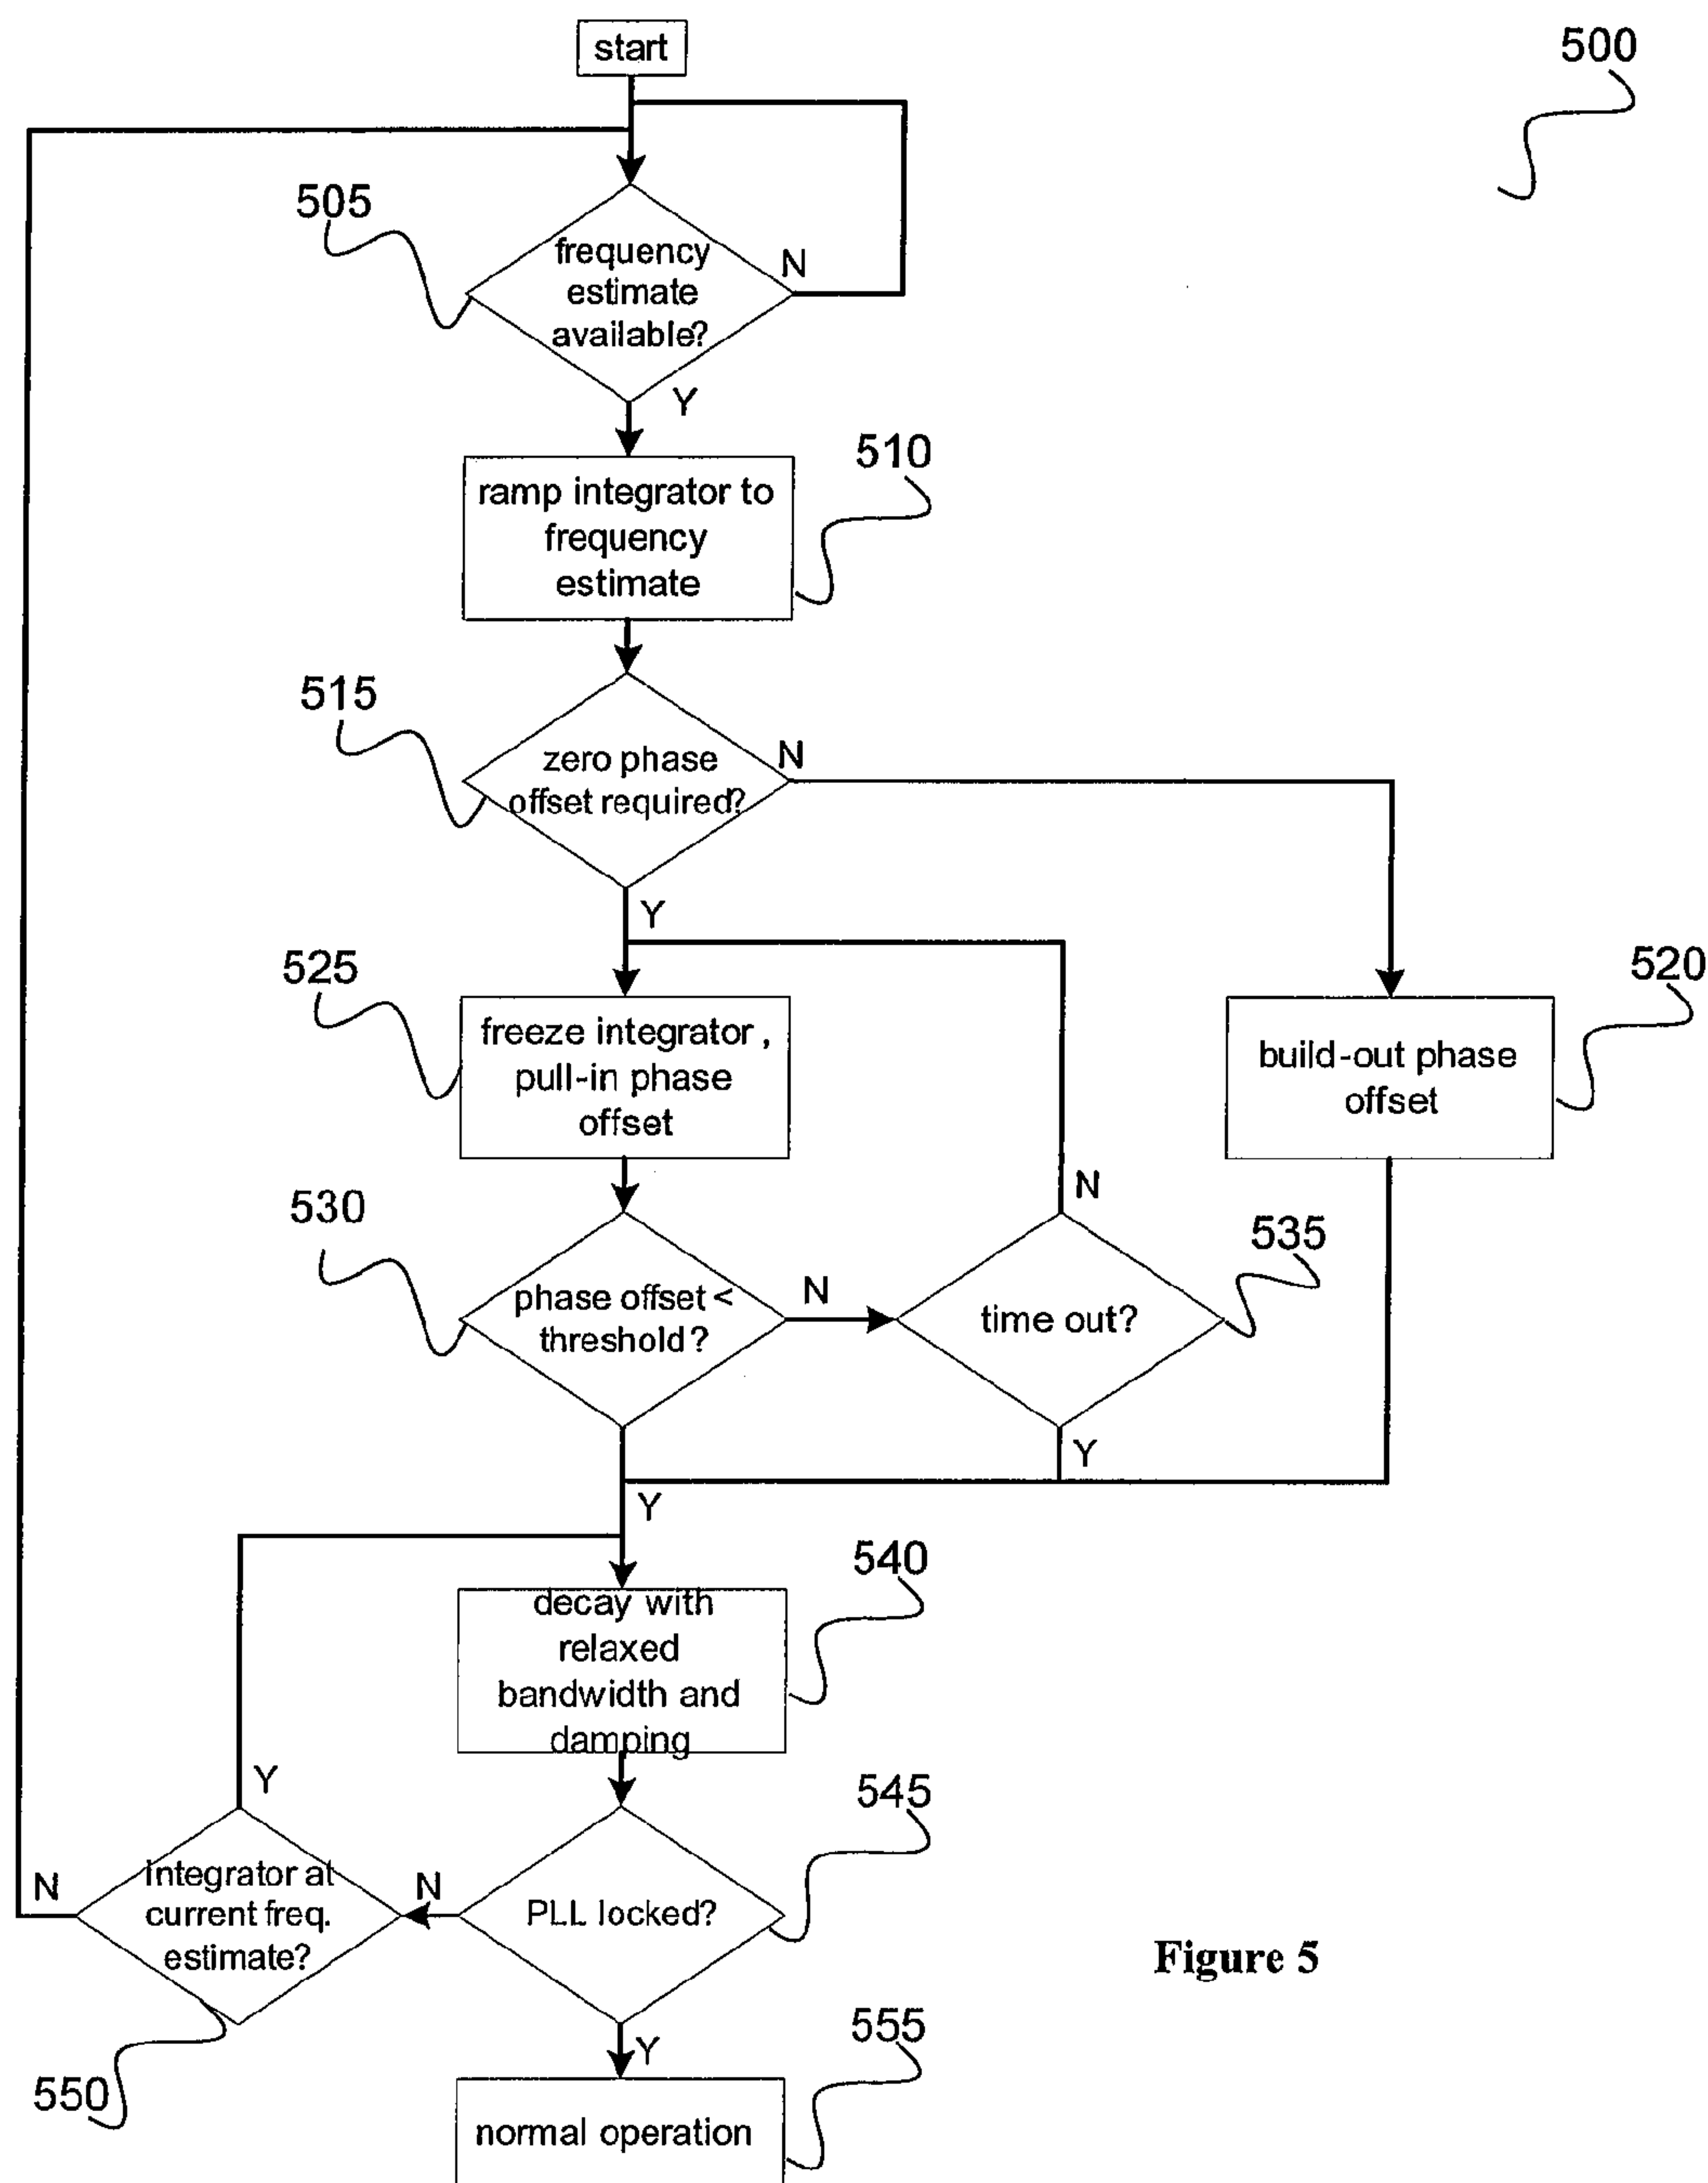 start
500
505
frequency
estimate
available?
N
Y
510
ramp integrator to
frequency
estimate
515
zero phase
offset required?
N
Y
525
freeze integrator,
pull-in phase
offset
520
build-out phase
offset
530
phase offset <
threshold?
N
535
time out?
N
Y
Y
540
decay with
relaxed
bandwidth and
damping
545
PLL locked?
N
Y
integrator at
current freq.
estimate?
Y
N
550
555
normal operation
Figure 5